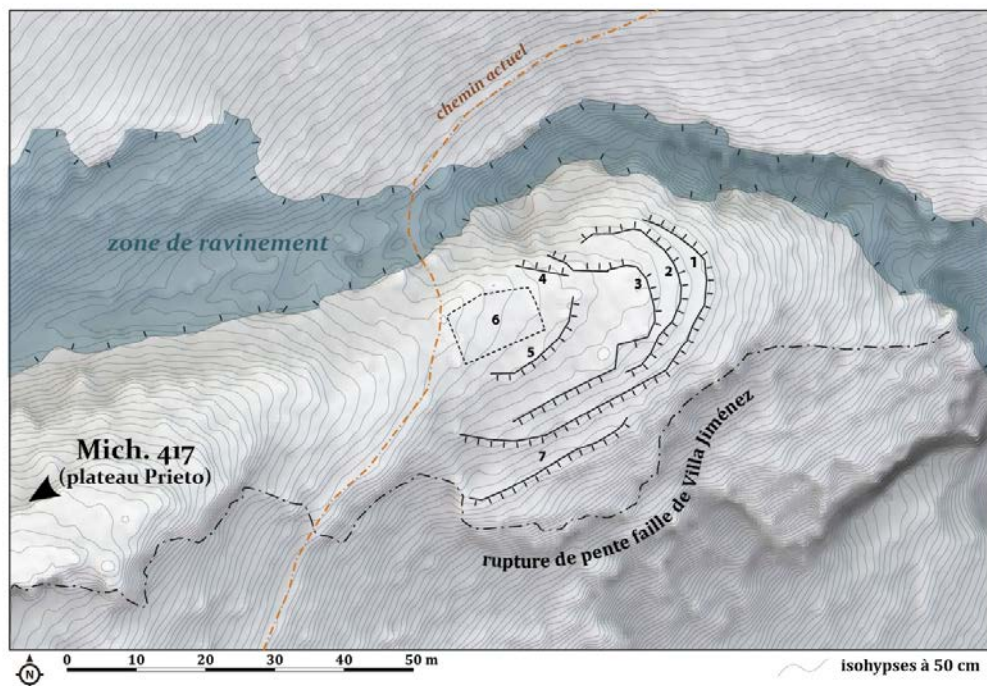 chemin actuel
zone de ravinement
1
2
3
4
6
5
7
Mich. 417
(plateau Prieto)
rupture de pente faille de Villa Jiménez
N
0 10 20 30 40 50 m
isohypses à 50 cm